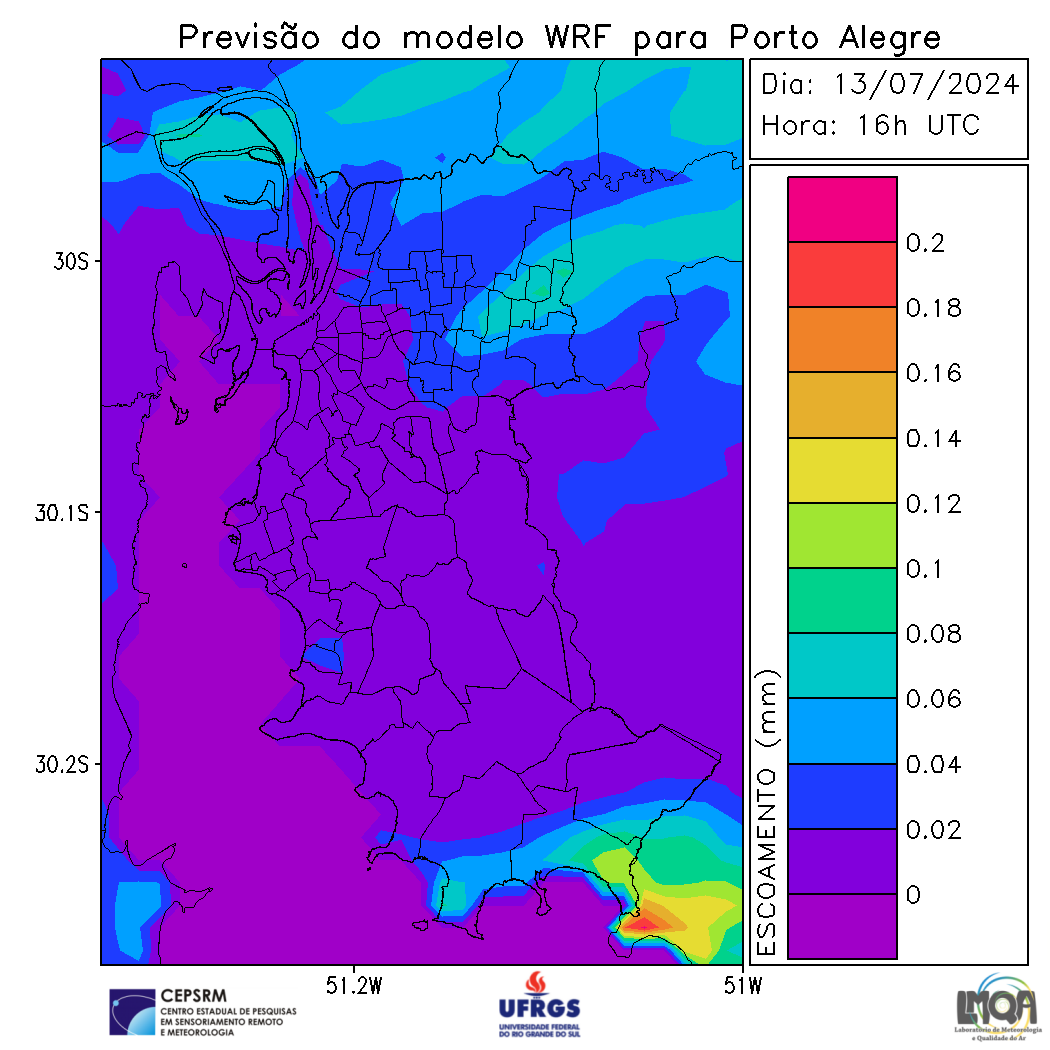 Previsão do modelo WRF para Porto Alegre
Dia: 13/07/2024
Hora: 16h UTC
0.2
0.18
0.16
0.14
0.12
0.1
0.08
0.06
0.04
0.02
0
ESCOAMENTO (mm)
30S
30.1S
30.2S
51.2W
51W
CEPSRM
CENTRO ESTADUAL DE PESQUISAS
EM SENSORIAMENTO REMOTO
E METEOROLOGIA
UFRGS
UNIVERSIDADE FEDERAL
DO RIO GRANDE DO SUL
LMQA
Laboratório de Meteorologia
e Qualidade do Ar